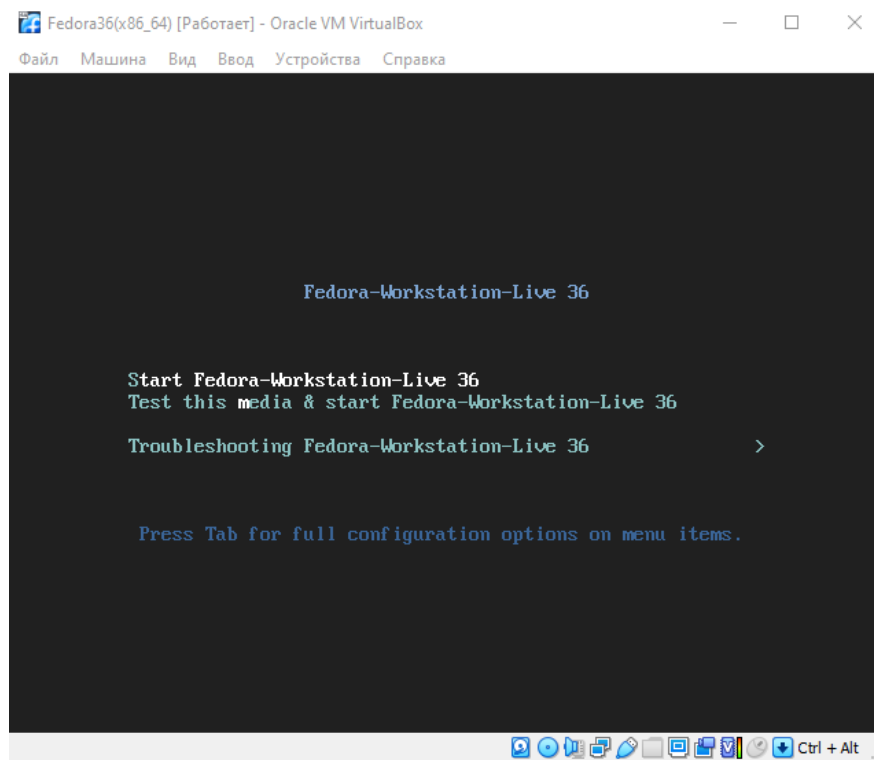 Fedora36(x86_64) [Работает] - Oracle VM VirtualBox
Файл Машина Вид Ввод Устройства Справка
Fedora-Workstation-Live 36
Start Fedora-Workstation-Live 36
Test this media & start Fedora-Workstation-Live 36
Troubleshooting Fedora-Workstation-Live 36 >
Press Tab for full configuration options on menu items.
Ctrl + Alt